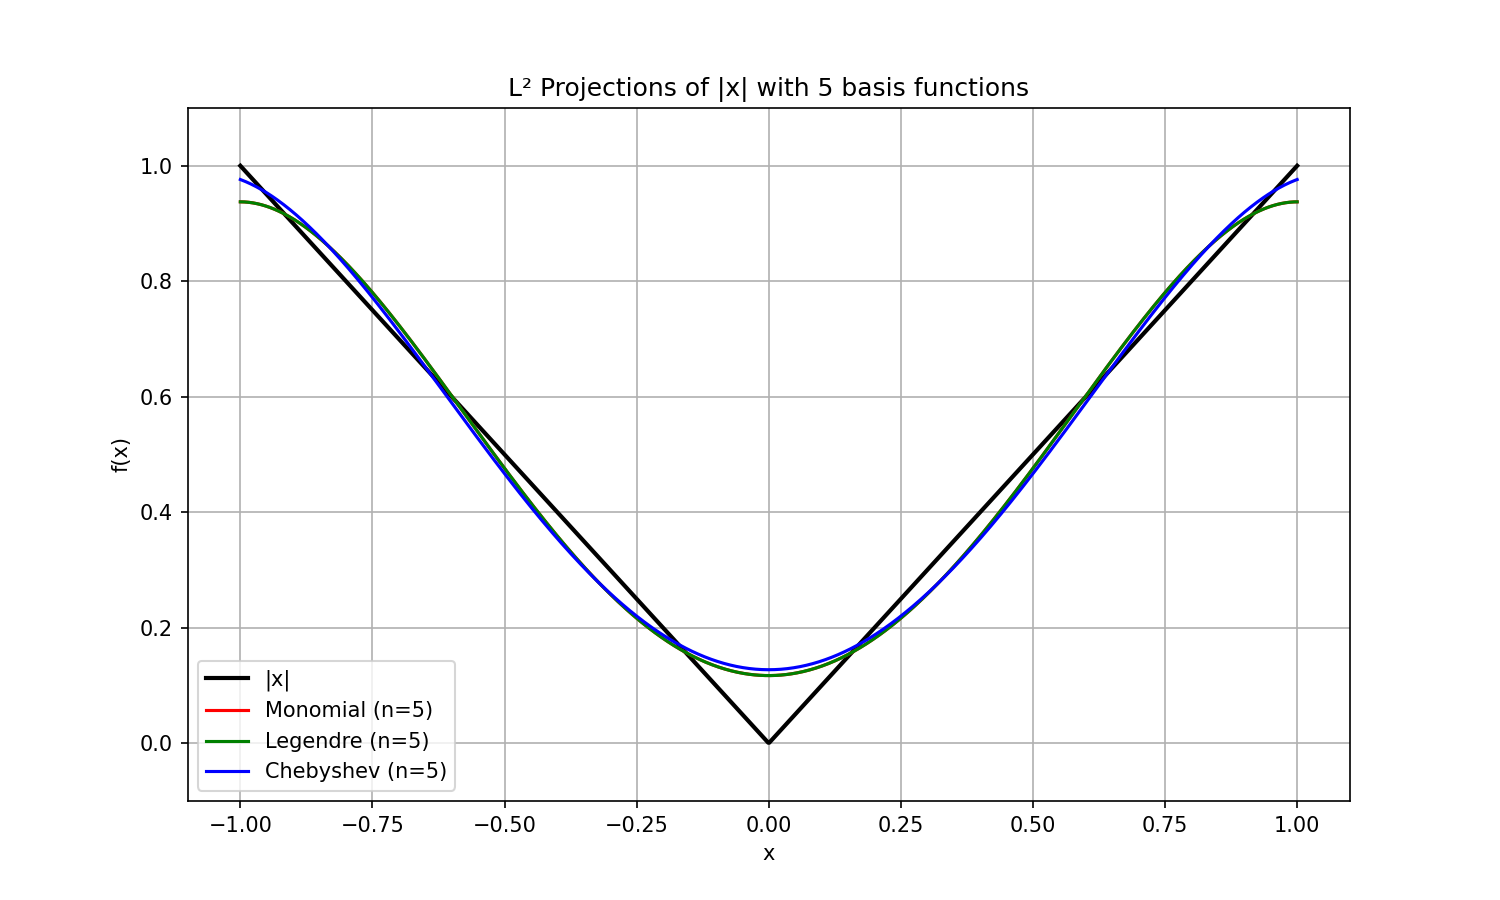 L² Projections of |x| with 5 basis functions
f(x)
1.0
0.8
0.6
0.4
0.2
0.0
|x|
Monomial (n=5)
Legendre (n=5)
Chebyshev (n=5)
−1.00 −0.75 −0.50 −0.25 0.00 0.25 0.50 0.75 1.00
x